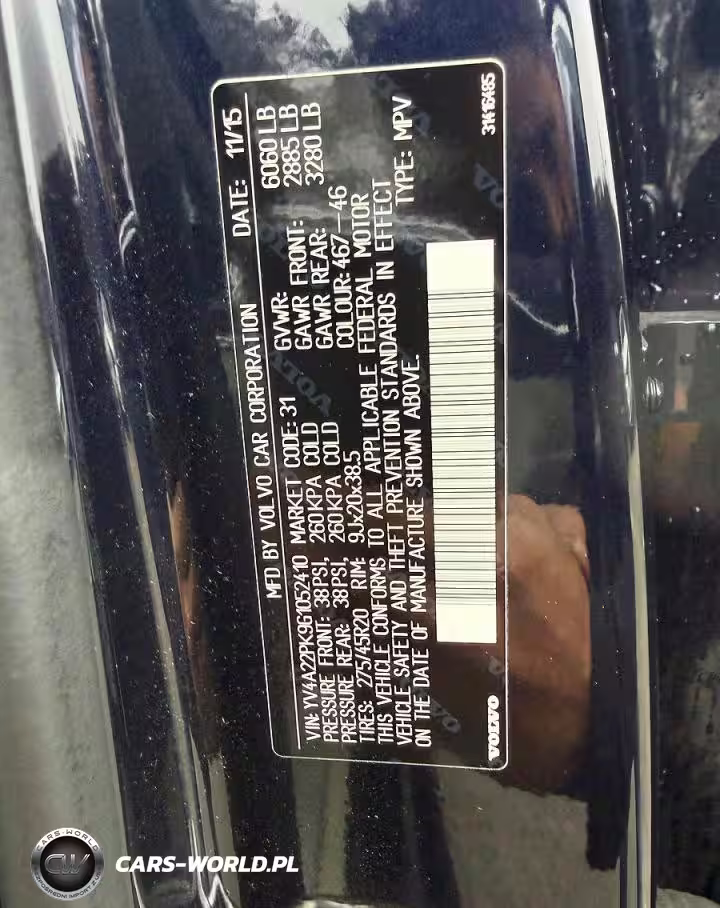 MFD BY VOLVO CAR CORPORATION DATE: 11/15
VIN: YV4A22PK9G1052410 MARKET CODE: 31 GVWR: 6060 LB
PRESSURE FRONT: 38PSI, 260KPA COLD GAWR FRONT: 2885 LB
PRESSURE REAR: 38PSI, 260KPA COLD GAWR REAR: 3280 LB
TIRES: 275/45R20 RIM: 9Jx20x38.5 COLOUR: 467--46
THIS VEHICLE CONFORMS TO ALL APPLICABLE FEDERAL MOTOR
VEHICLE SAFETY AND THEFT PREVENTION STANDARDS IN EFFECT
ON THE DATE OF MANUFACTURE SHOWN ABOVE. TYPE: MPV
VOLVO 31416485
CARS-WORLD
CW
CARS-WORLD.PL